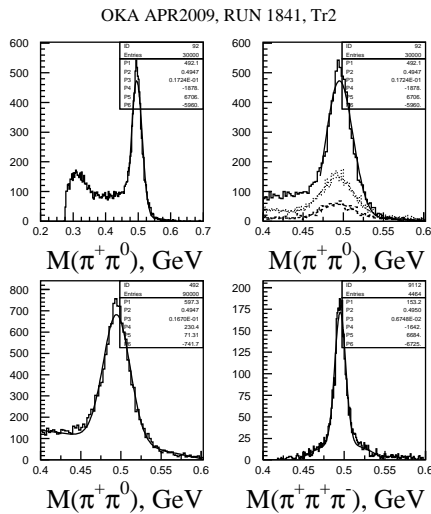 OKA APR2009, RUN 1841, Tr2
ID 92
Entries 30000
P1 492.1
P2 0.4947
P3 0.1724E-01
P4 -1878.
P5 6706.
P6 -5960.
600
500
400
300
200
100
0
0.2 0.3 0.4 0.5 0.6 0.7
M(π⁺π⁰), GeV
ID 92
Entries 30000
P1 492.1
P2 0.4947
P3 0.1724E-01
P4 -1878.
P5 6706.
P6 -5960.
600
500
400
300
200
100
0
0.4 0.45 0.5 0.55 0.6
M(π⁺π⁰), GeV
ID 492
Entries 90000
P1 597.3
P2 0.4947
P3 0.1670E-01
P4 230.4
P5 71.31
P6 -741.7
800
700
600
500
400
300
200
100
0
0.4 0.45 0.5 0.55 0.6
M(π⁺π⁰), GeV
ID 9112
Entries 4464
P1 153.2
P2 0.4950
P3 0.6748E-02
P4 -1642.
P5 6684.
P6 -6725.
200
175
150
125
100
75
50
25
0
0.4 0.45 0.5 0.55 0.6
M(π⁺π⁺π⁻), GeV